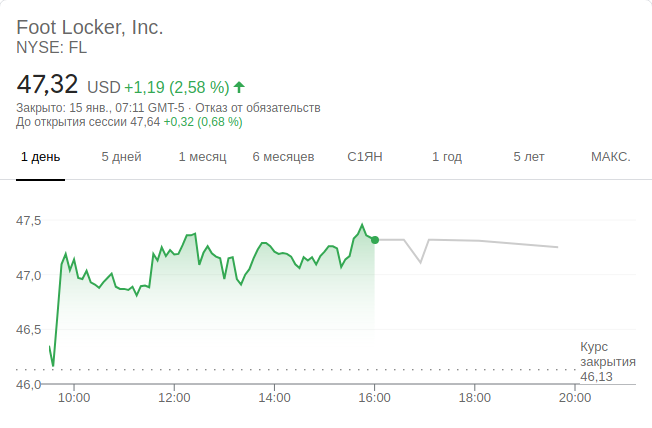 Foot Locker, Inc.
NYSE: FL
47,32 USD +1,19 (2,58 %)
Закрыто: 15 янв., 07:11 GMT-5 · Отказ от обязательств
До открытия сессии 47,64 +0,32 (0,68 %)
1 день 5 дней 1 месяц 6 месяцев С1ЯН 1 год 5 лет МАКС.
47,5
47,0
46,5
Курс
закрытия
46,13
46,0
10:00 12:00 14:00 16:00 18:00 20:00